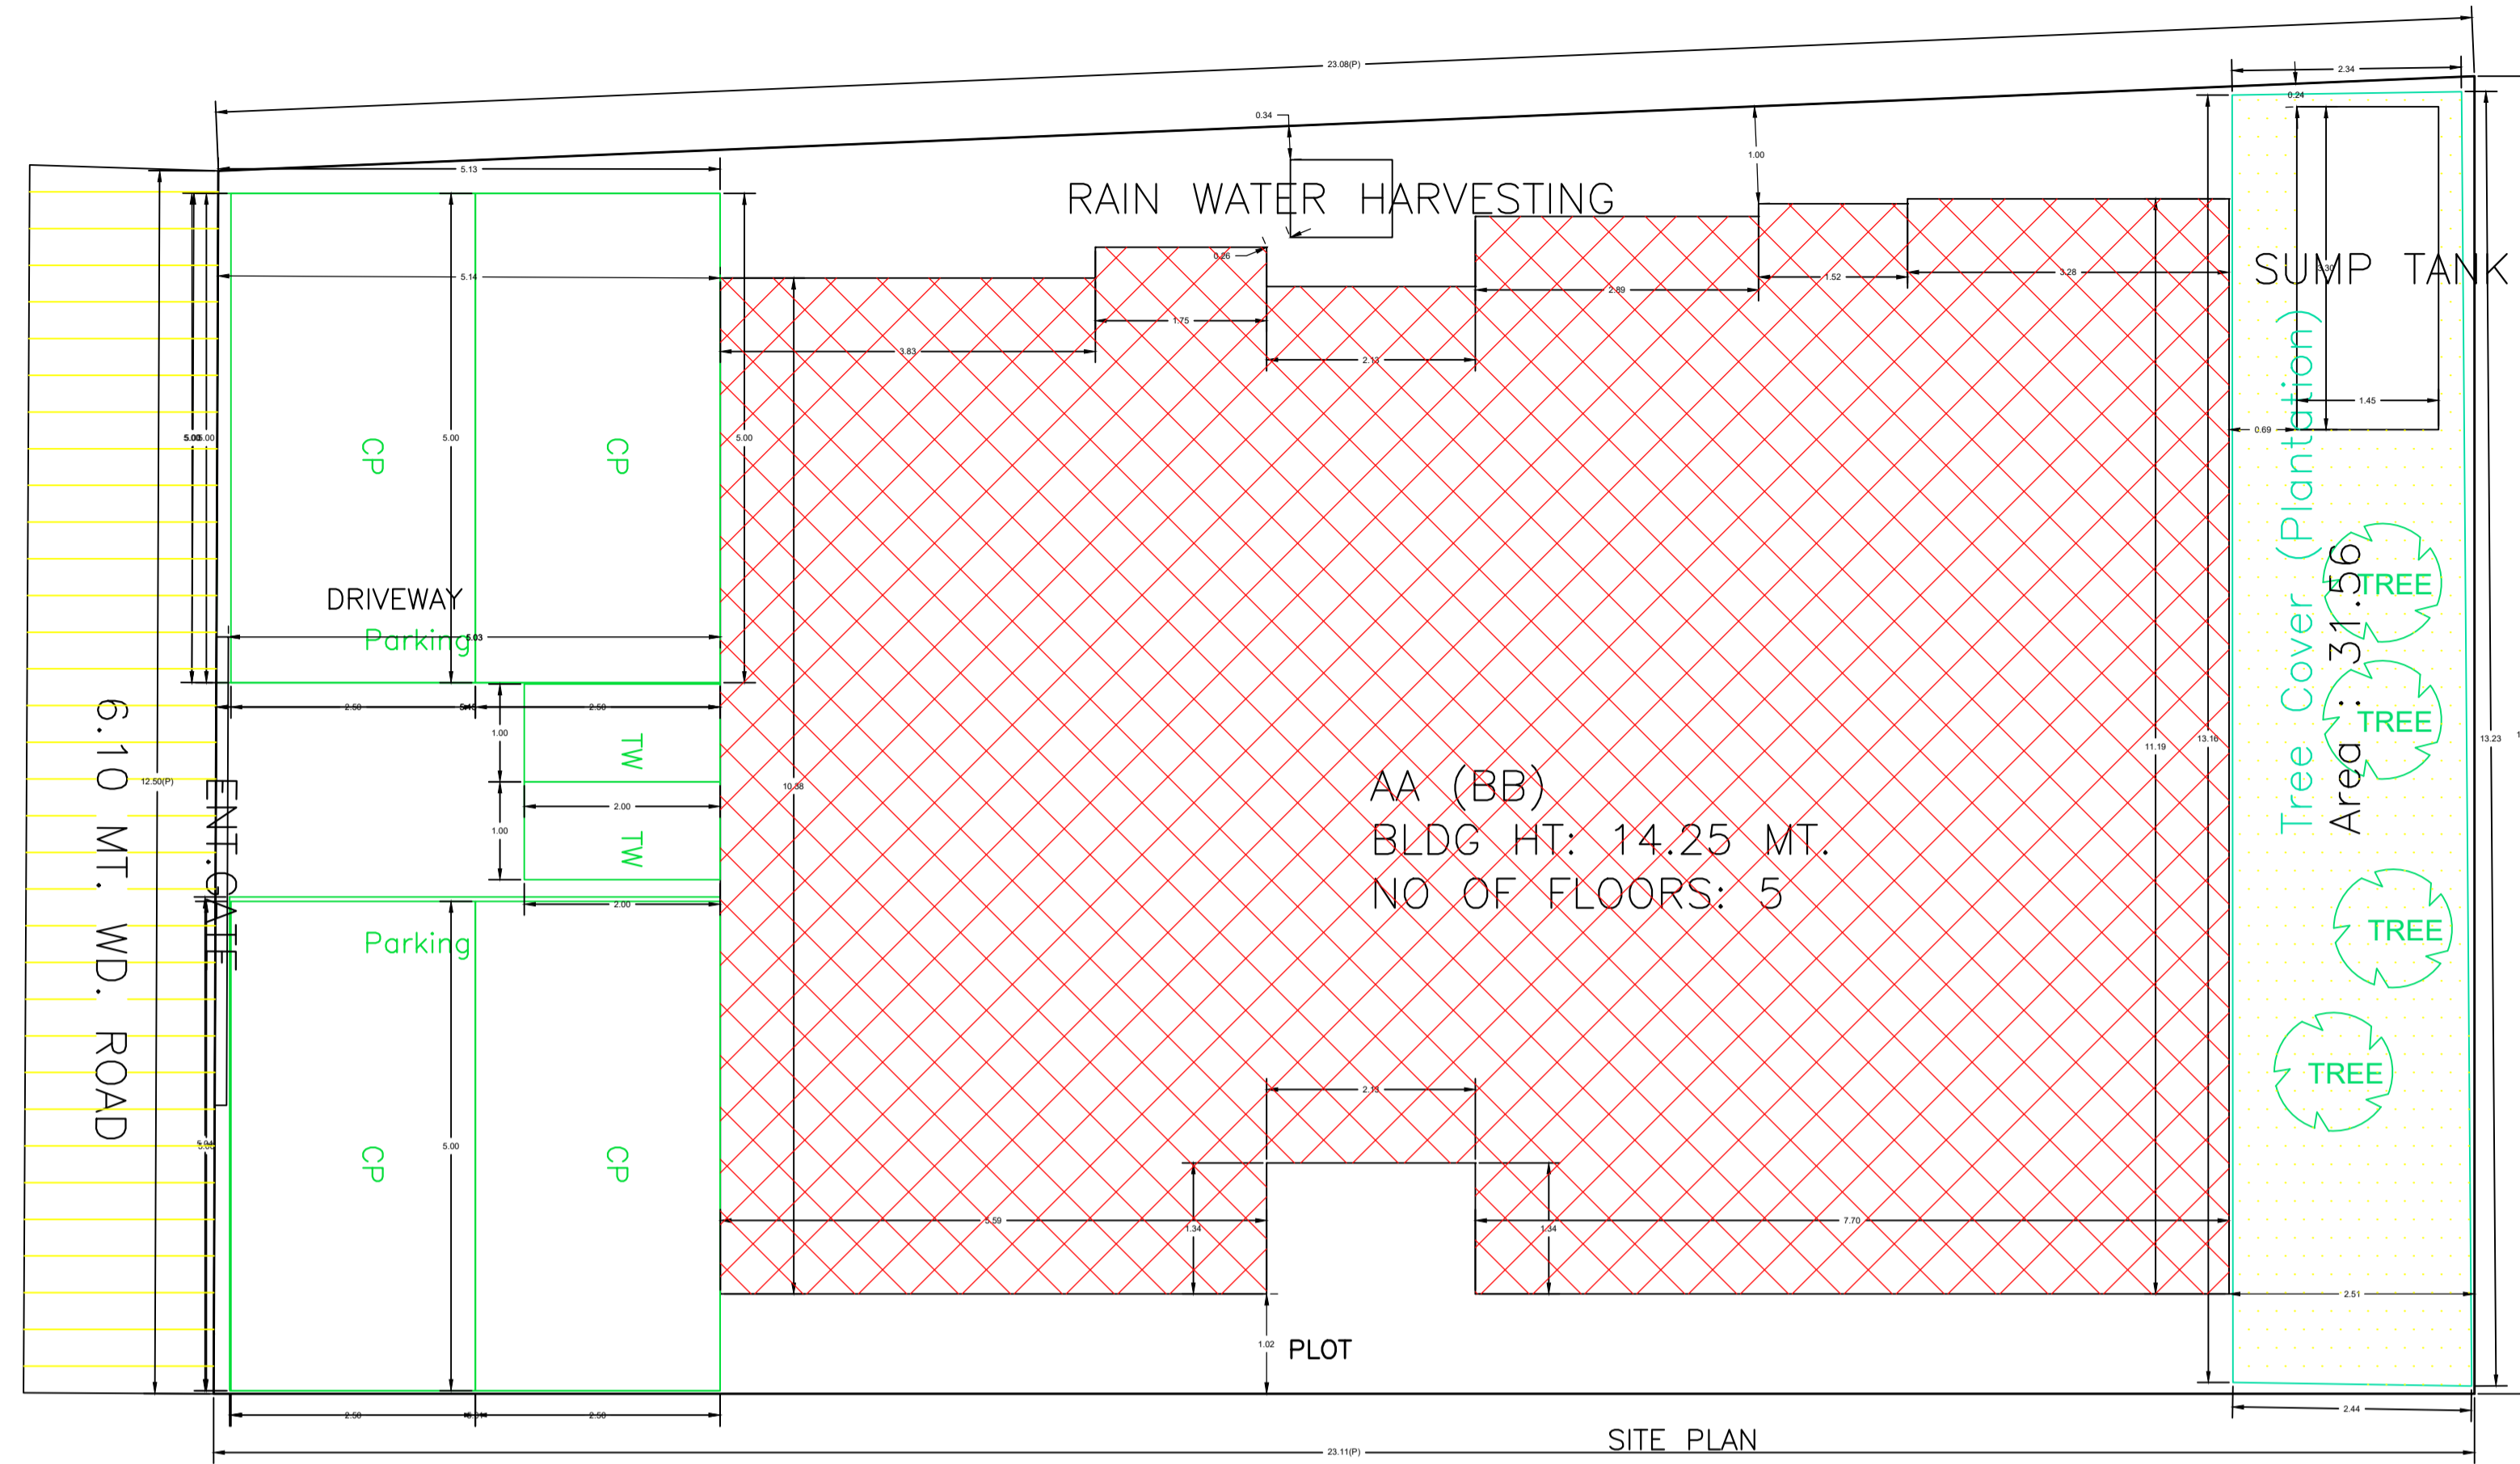 23.08(P)
2.34
0.24
0.34
1.00
5.13
RAIN WATER HARVESTING
0.26
5.14
1.52
3.28
2.89
SUMP TANK
3.30
1.75
3.83
2.13
1.45
0.69
5.00
5.00
5.00
5.00
CP
CP
DRIVEWAY
Parking
5.03
2.50
2.50
1.00
TW
1.00
2.00
TW
2.00
6.10 MT. WD. ROAD
12.50(P)
ENT.GATE
10.38
AA (BB)
BLDG HT: 14.25 MT.
NO OF FLOORS: 5
11.19
13.16
13.23
Tree Cover (Plantation)
Area : 31.56
TREE
TREE
TREE
TREE
Parking
CP
CP
5.00
2.13
5.59
1.34
1.34
7.70
2.51
1.02
PLOT
2.50
2.50
2.44
SITE PLAN
23.11(P)